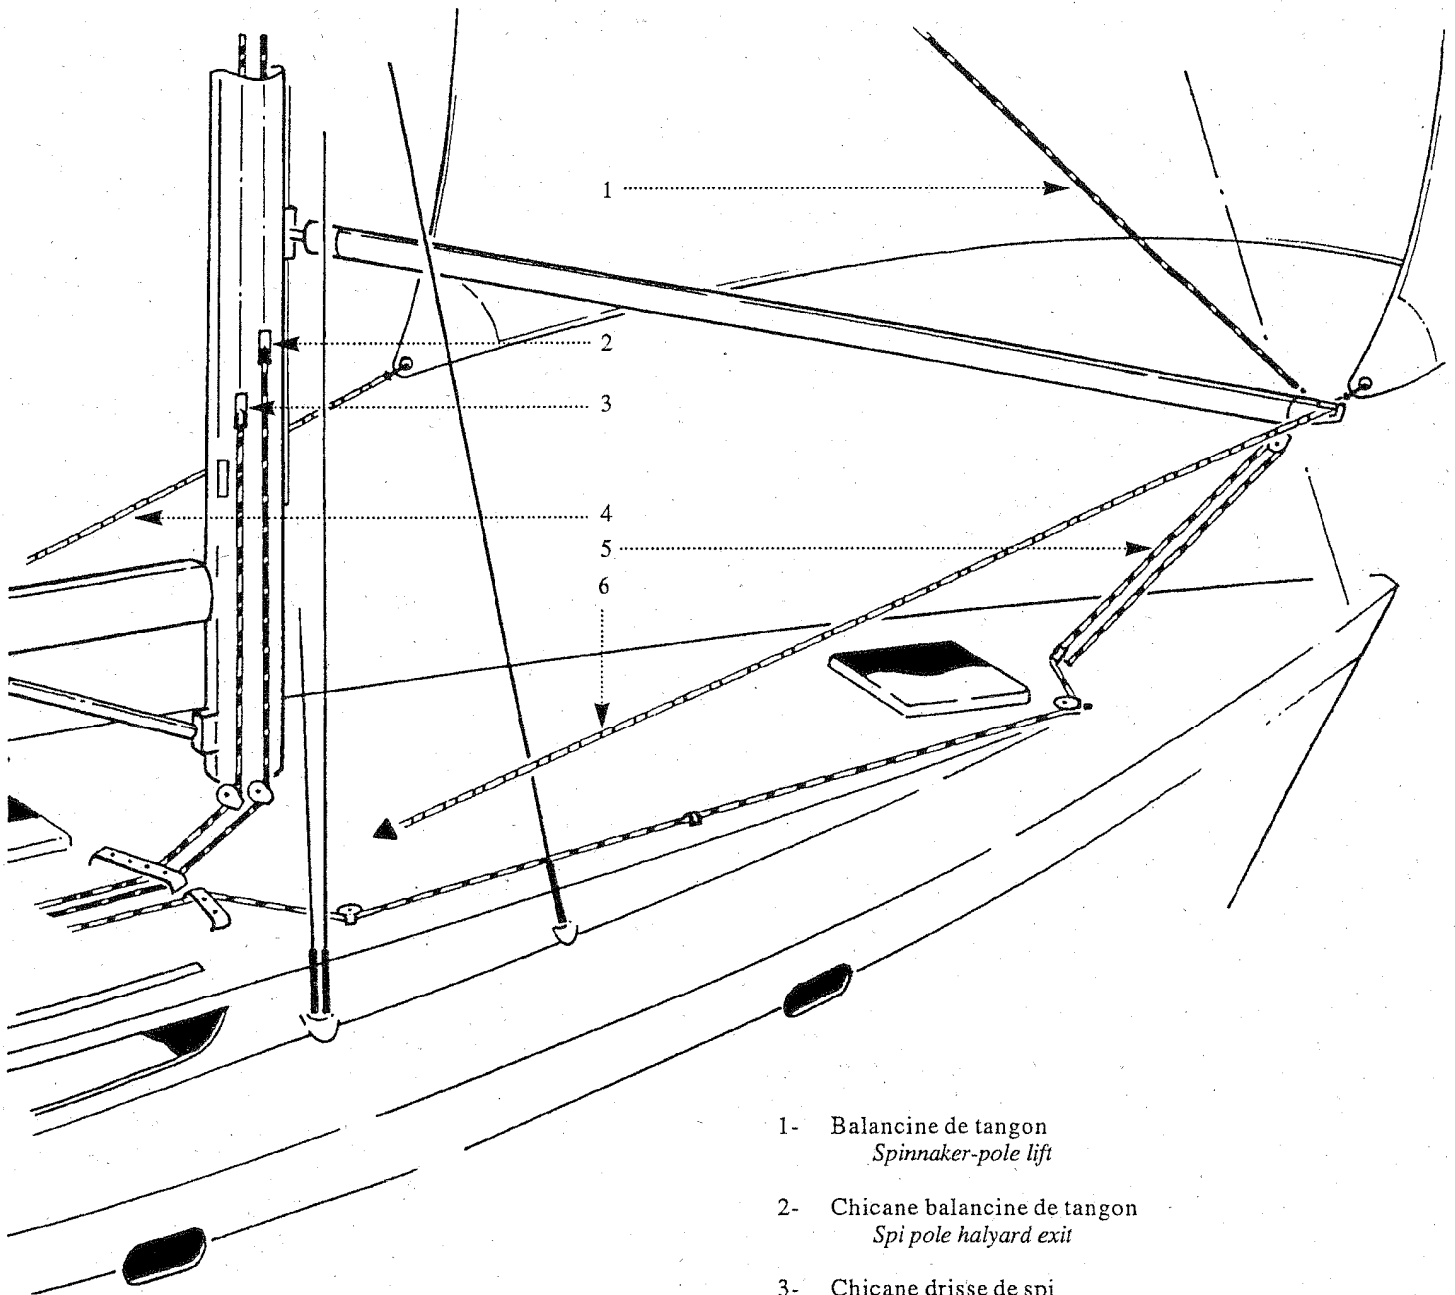 1
2
3
4
5
6
1- Balancine de tangon
Spinnaker-pole lift
2- Chicane balancine de tangon
Spi pole halyard exit
3- Chicane drisse de spi